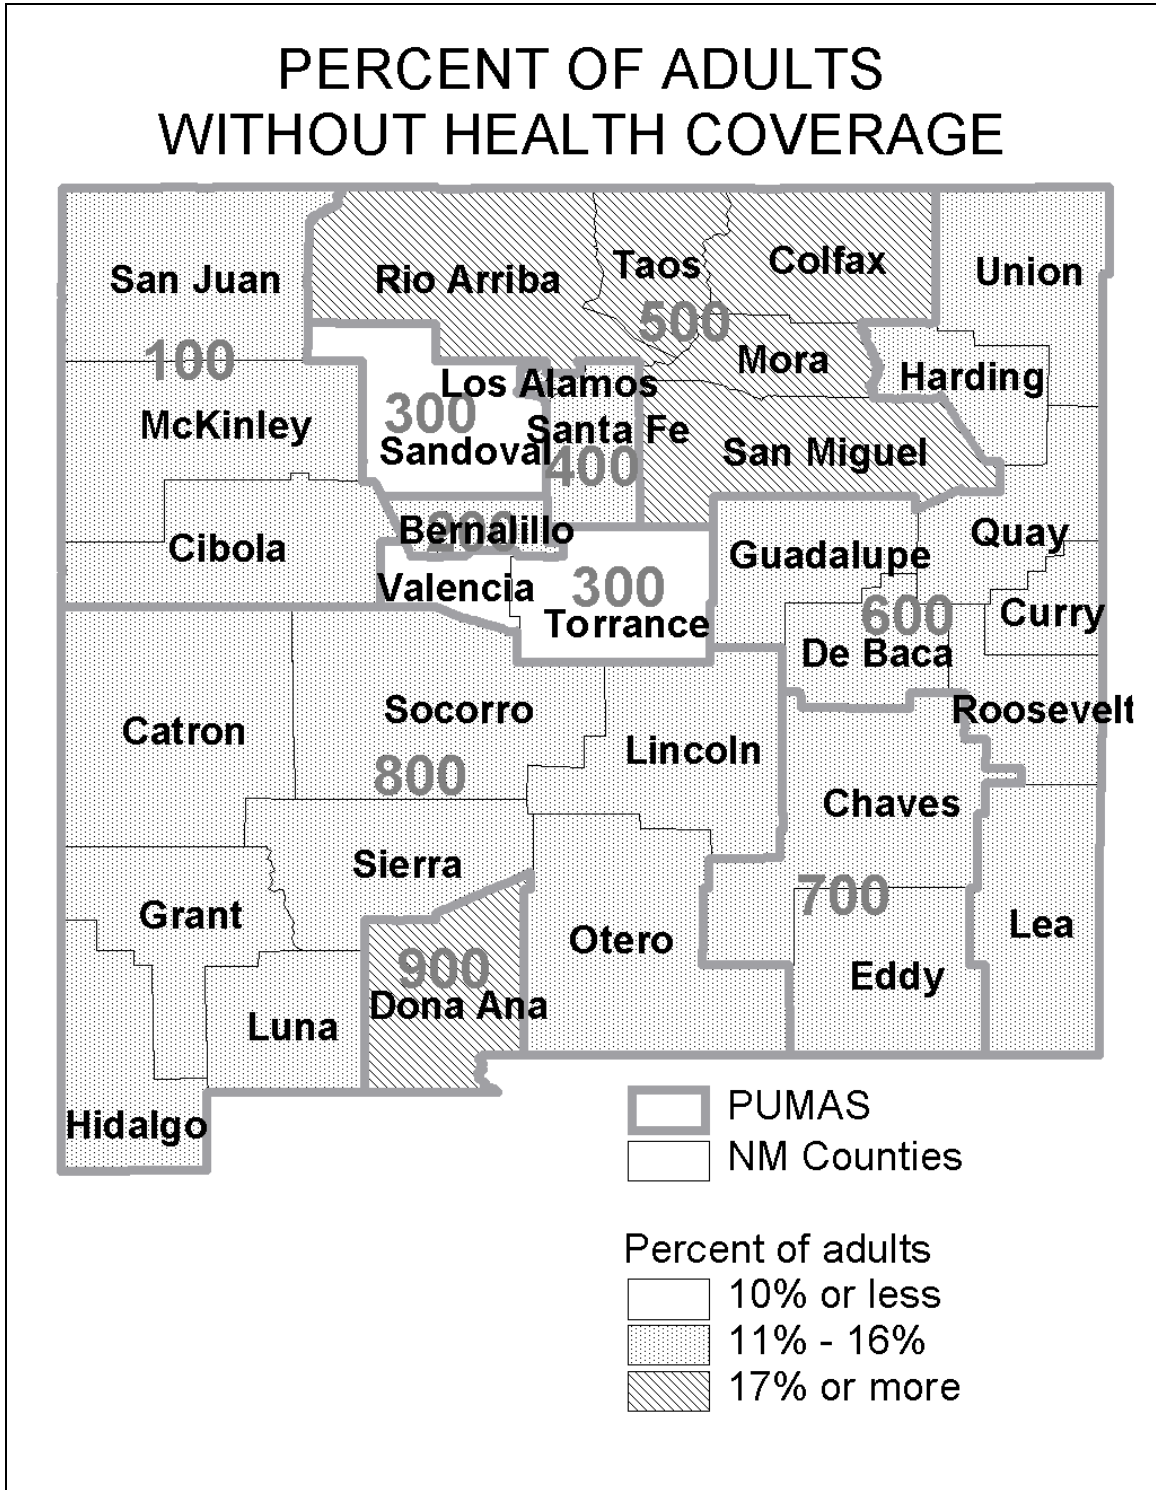 PERCENT OF ADULTS
WITHOUT HEALTH COVERAGE
San Juan
Rio Arriba
Taos
Colfax
Union
500
100
Mora
Harding
Los Alamos
300
McKinley
Santa Fe
Sandoval
San Miguel
400
Bernalillo
200
Quay
Cibola
Guadalupe
Valencia
300
Torrance
600
Curry
De Baca
Socorro
Roosevelt
Catron
Lincoln
800
Chaves
Sierra
700
Grant
Lea
Otero
900
Eddy
Dona Ana
Luna
Hidalgo
PUMAS
NM Counties
Percent of adults
10% or less
11% - 16%
17% or more